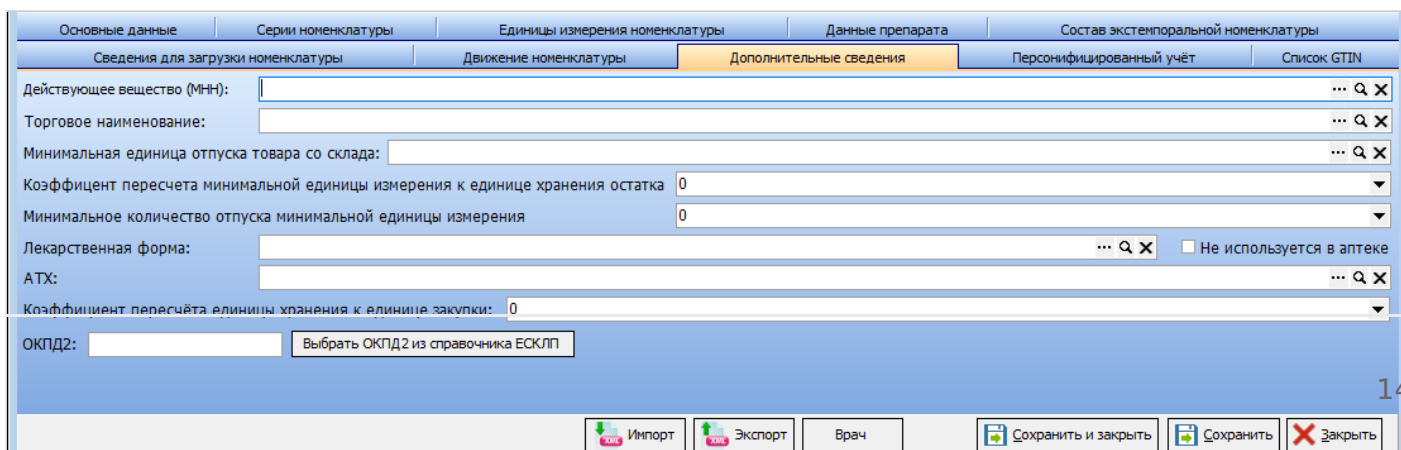 Основные данные Серии номенклатуры Единицы измерения номенклатуры Данные препарата Состав экстемпоральной номенклатуры
Сведения для загрузки номенклатуры Движение номенклатуры Дополнительные сведения Персонифицированный учёт Список GTIN
Действующее вещество (МНН):
Торговое наименование:
Минимальная единица отпуска товара со склада:
Коэффицент пересчета минимальной единицы измерения к единице хранения остатка 0
Минимальное количество отпуска минимальной единицы измерения 0
Лекарственная форма: Не используется в аптеке
АТХ:
Коэффициент пересчёта единицы хранения к единице закупки: 0
ОКПД2: Выбрать ОКПД2 из справочника ЕСКЛП
14
XML Импорт XML Экспорт Врач Сохранить и закрыть Сохранить Закрыть